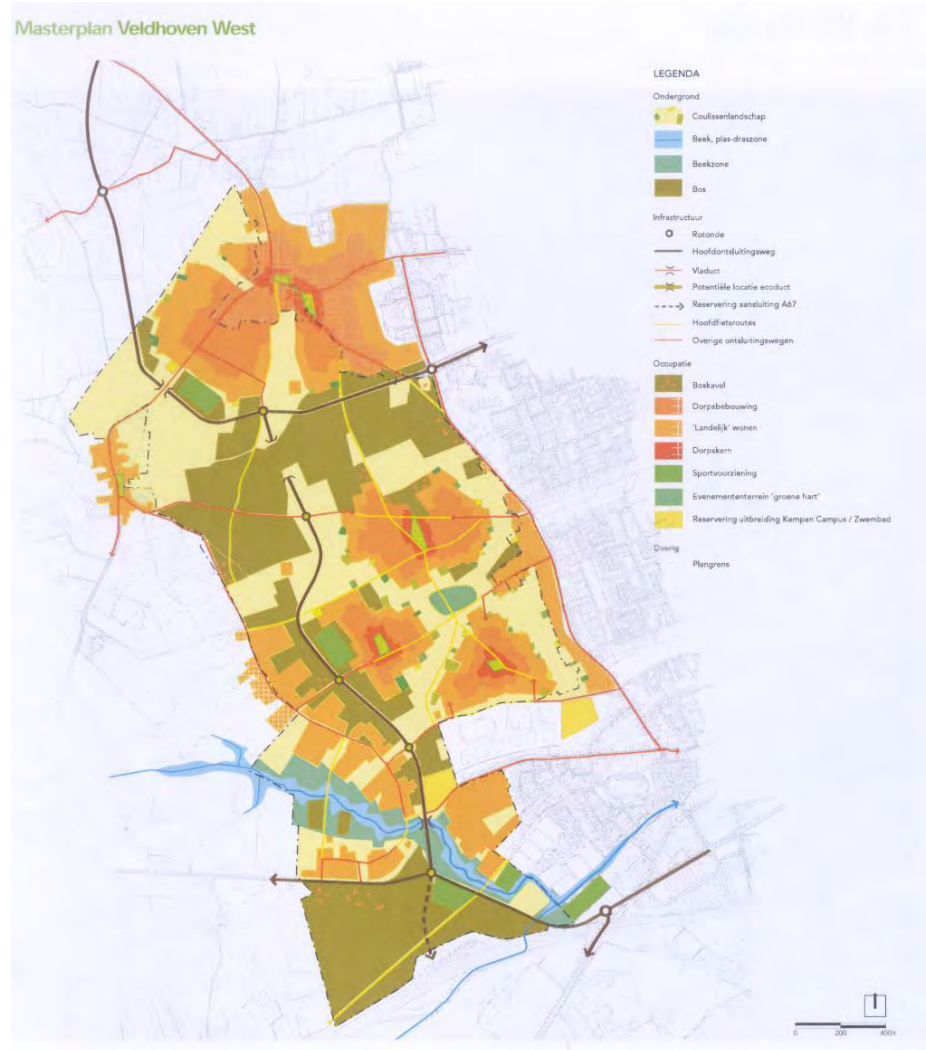 Masterplan Veldhoven West
LEGENDA
Ondergrond
Coulissenlandschap
Beek, plas-draszone
Beekzone
Bos
Infrastructuur
Rotonde
Hoofdontsluitingsweg
Viaduct
Potentiële locatie ecoduct
Reservering aansluiting A67
Hoofdfietsroutes
Overige ontsluitingswegen
Occupatie
Boskavel
Dorpsbebouwing
'Landelijk' wonen
Dorpskern
Sportvoorziening
Evenemententerrein 'groene hart'
Reservering uitbreiding Kempen Campus / Zwembad
Overig
Plangrens
0 200 400m